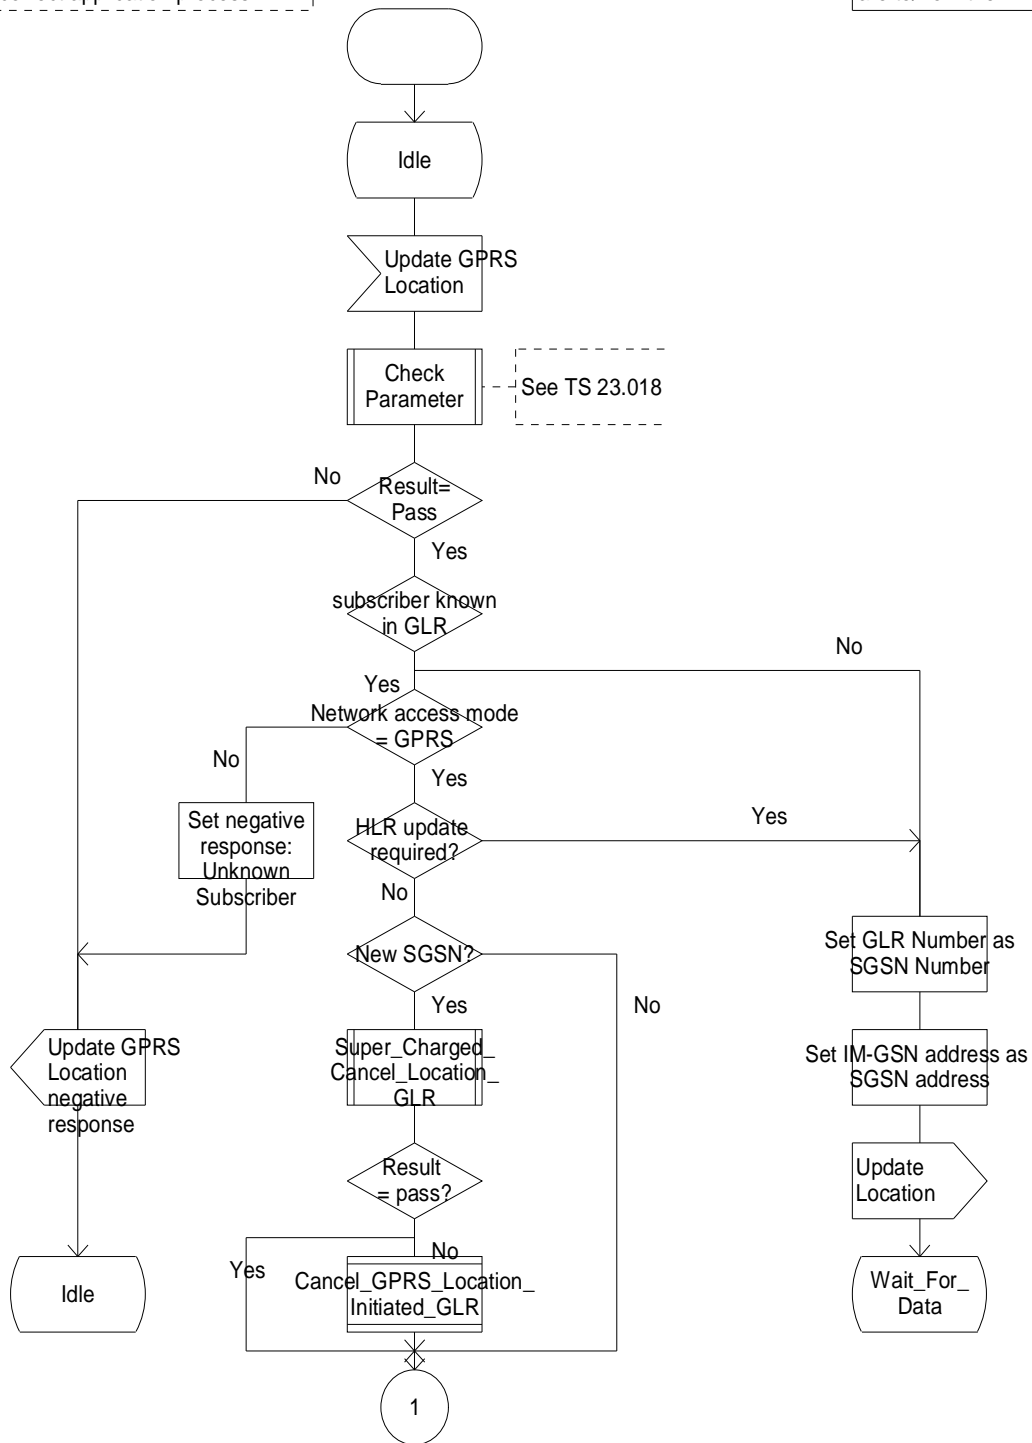 Idle
Update GPRS
Location
Check
Parameter
See TS 23.018
No
Result=
Pass
Yes
subscriber known
in GLR
No
Yes
Network access mode
= GPRS
No
Yes
Set negative
response:
Unknown
Subscriber
HLR update
required?
Yes
No
New SGSN?
Set GLR Number as
SGSN Number
Yes
No
Update GPRS
Location
negative
response
Super_Charged_
Cancel_Location_
GLR
Set IM-GSN address as
SGSN address
Result
= pass?
Update
Location
Yes
No
Idle
Cancel_GPRS_Location_
Initiated_GLR
Wait_For_
Data
1